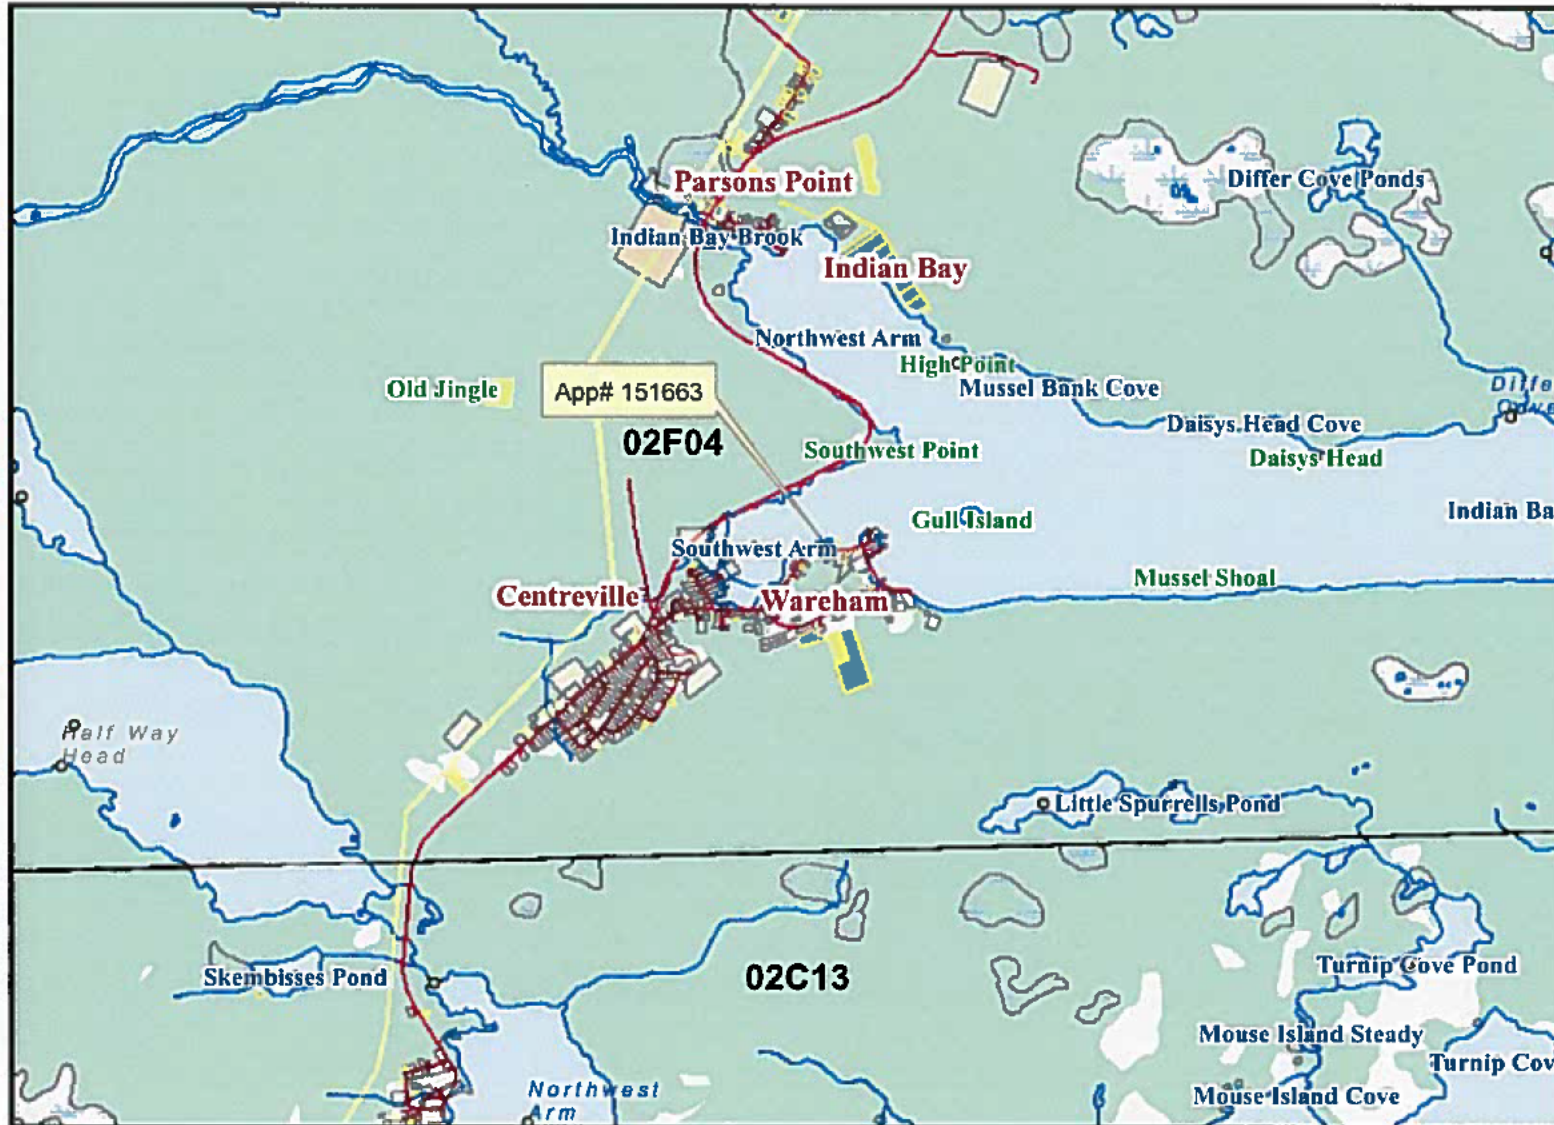 Parsons Point
Differ Cove Ponds
Indian Bay Brook
Indian Bay
Northwest Arm
High Point
Mussel Bank Cove
Old Jingle
App# 151663
02F04
Daisys Head Cove
Southwest Point
Daisys Head
Gull Island
Indian Ba
Southwest Arm
Mussel Shoal
Centreville
Wareham
Half Way
Head
Little Spurrells Pond
Skembisses Pond
02C13
Turnip Cove Pond
Mouse Island Steady
Turnip Cov
Northwest
Arm
Mouse Island Cove